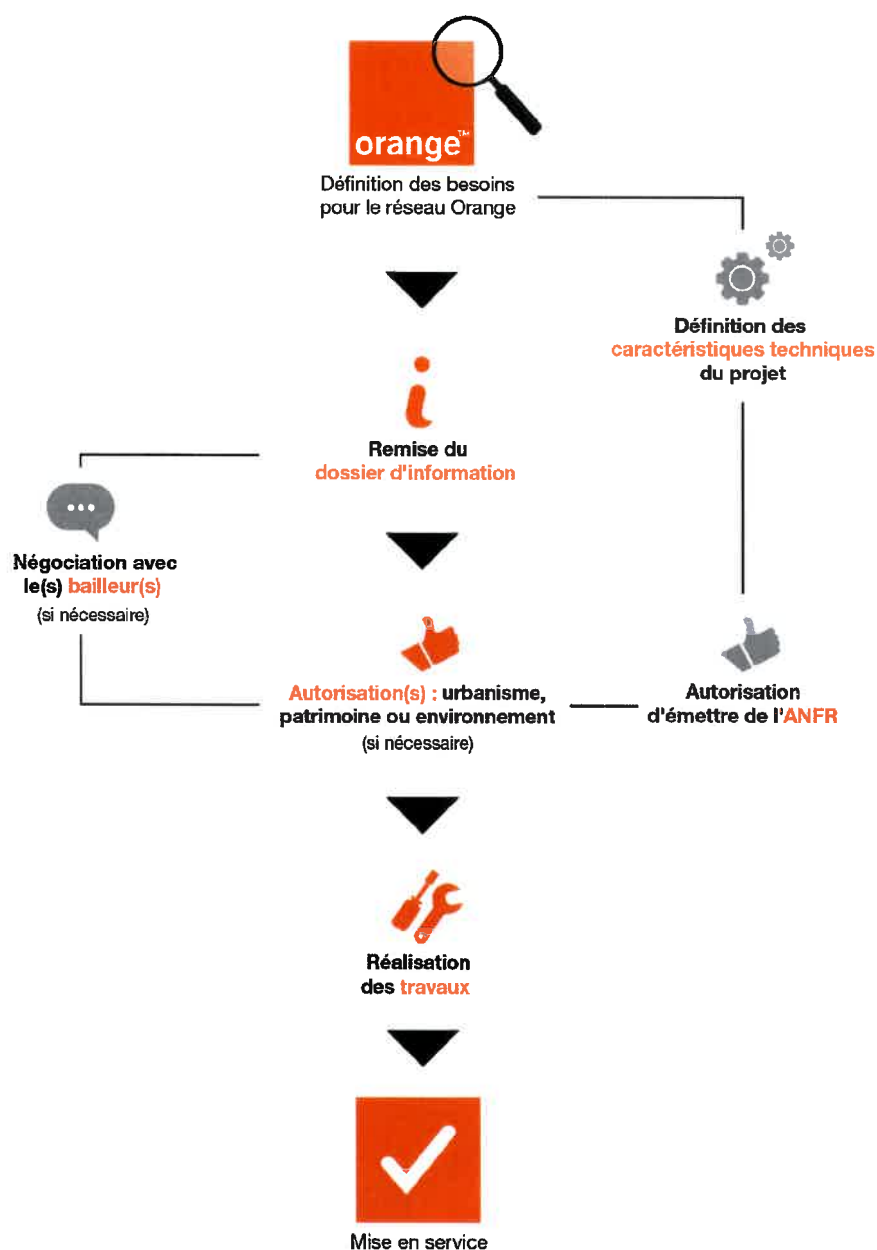 orange™
Définition des besoins
pour le réseau Orange
Définition des
caractéristiques techniques
du projet
Remise du
dossier d'information
Négociation avec
le(s) bailleur(s)
(si nécessaire)
Autorisation(s) : urbanisme,
patrimoine ou environnement
(si nécessaire)
Autorisation
d'émettre de l'ANFR
Réalisation
des travaux
Mise en service